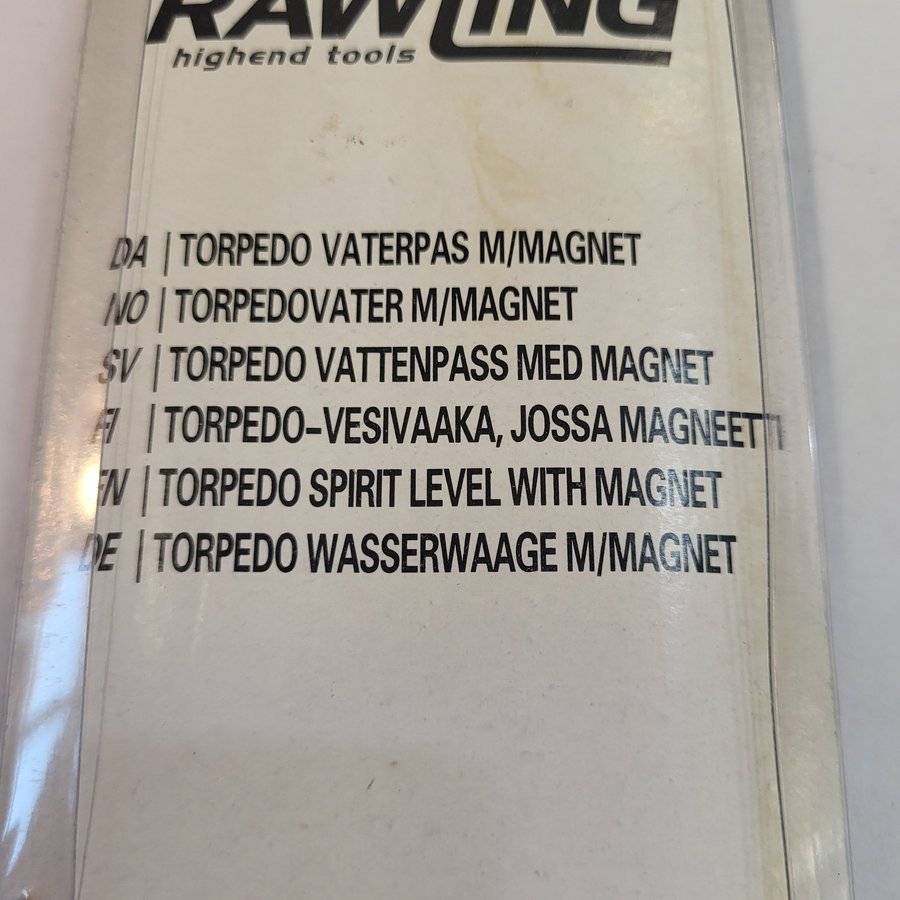 RAWLING
highend tools
DA | TORPEDO VATERPAS M/MAGNET
NO | TORPEDOVATER M/MAGNET
SV | TORPEDO VATTENPASS MED MAGNET
FI | TORPEDO-VESIVAAKA, JOSSA MAGNEETTI
EN | TORPEDO SPIRIT LEVEL WITH MAGNET
DE | TORPEDO WASSERWAAGE M/MAGNET